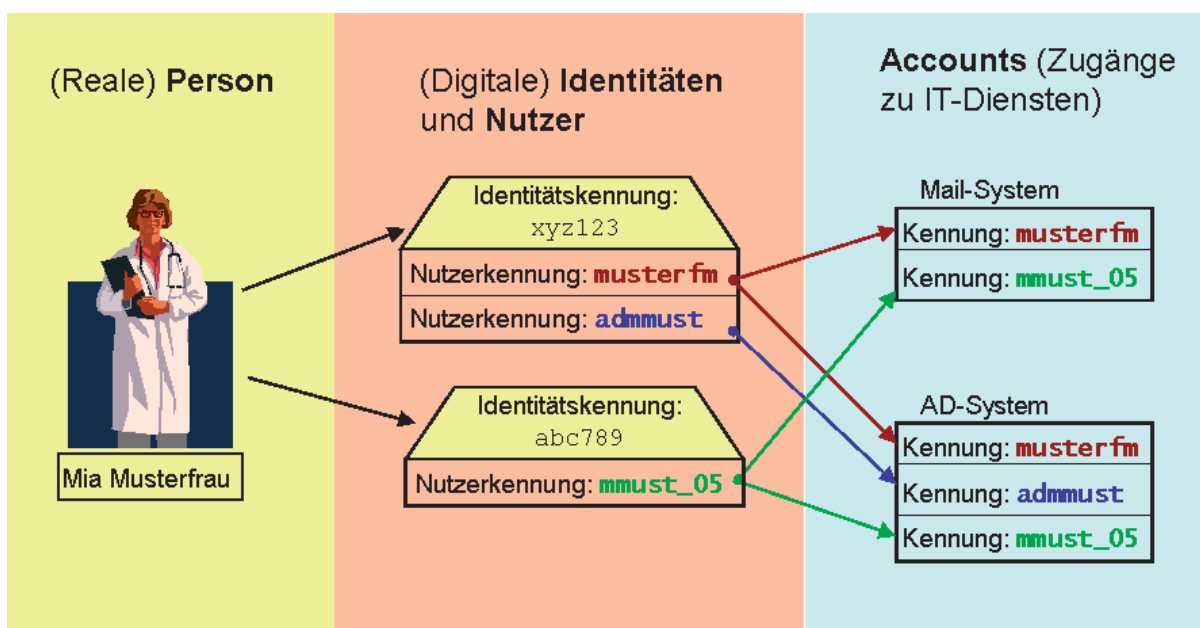 (Reale) Person
Mia Musterfrau
(Digitale) Identitäten
und Nutzer
Identitätskennung:
xyz123
Nutzerkennung: musterfm
Nutzerkennung: admmust
Identitätskennung:
abc789
Nutzerkennung: mmust_05
Accounts (Zugänge
zu IT-Diensten)
Mail-System
Kennung: musterfm
Kennung: mmust_05
AD-System
Kennung: musterfm
Kennung: admmust
Kennung: mmust_05